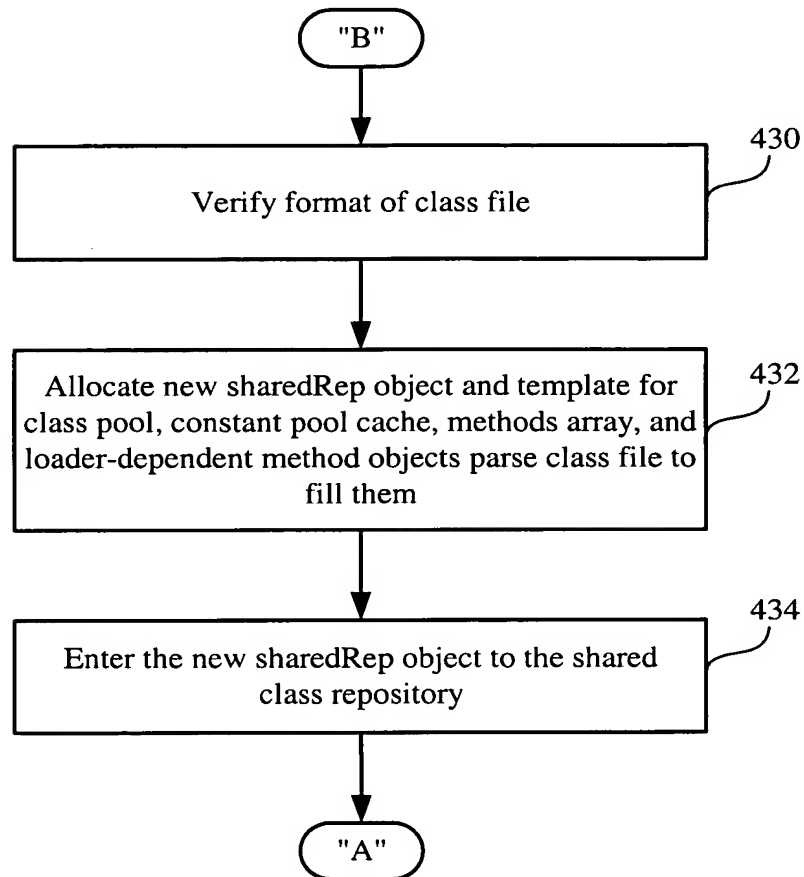 "B"
430
Verify format of class file
432
Allocate new sharedRep object and template for
class pool, constant pool cache, methods array, and
loader-dependent method objects parse class file to
fill them
434
Enter the new sharedRep object to the shared
class repository
"A"